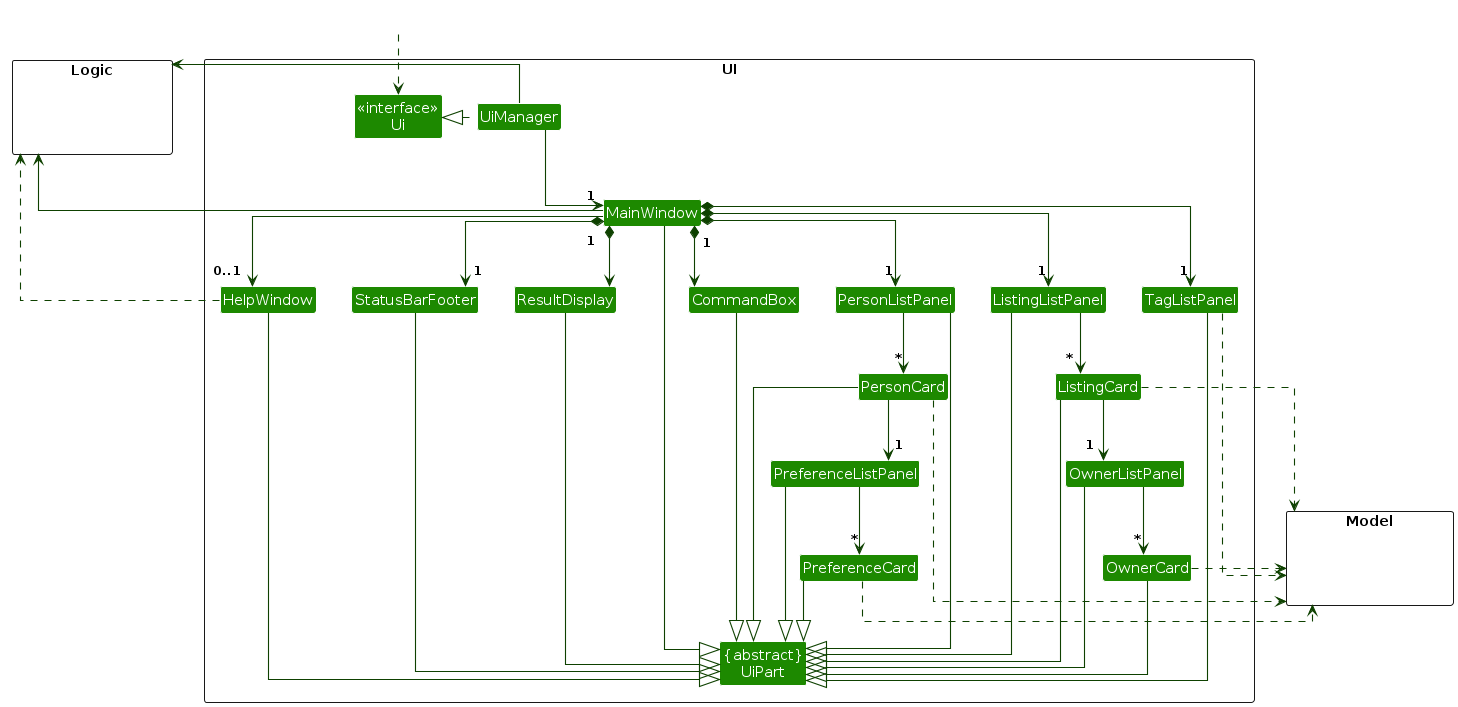 UI
Logic
«interface»
Ui
UiManager
1
MainWindow
1
1
0..1
1
1
1
1
HelpWindow
StatusBarFooter
ResultDisplay
CommandBox
PersonListPanel
ListingListPanel
TagListPanel
*
*
PersonCard
ListingCard
1
1
PreferenceListPanel
OwnerListPanel
Model
*
*
PreferenceCard
OwnerCard
{abstract}
UiPart